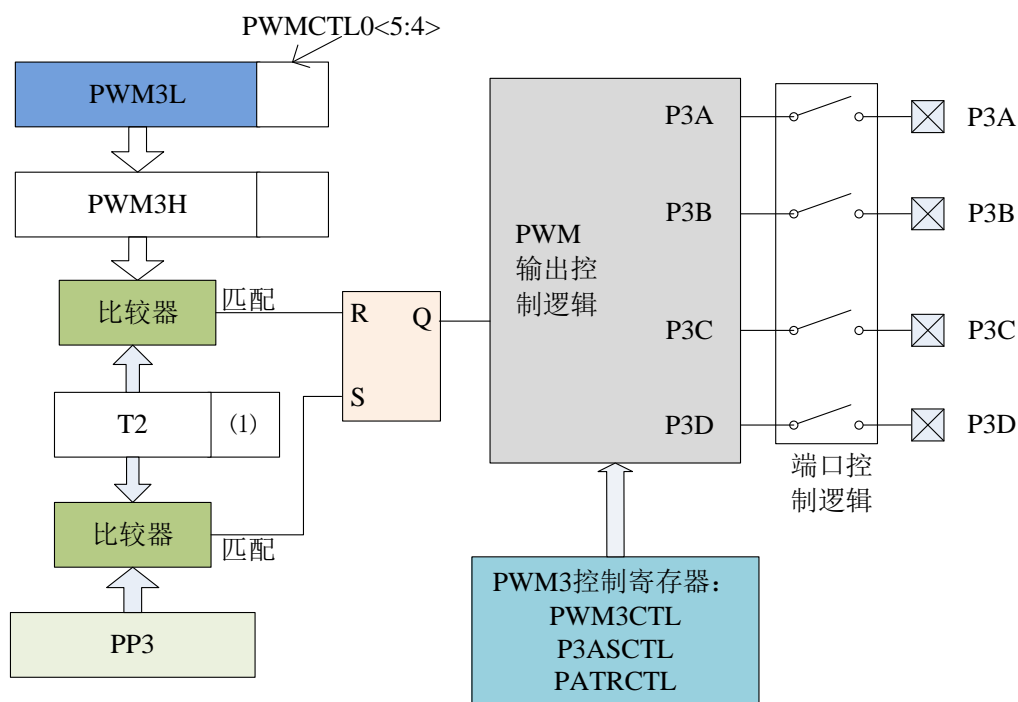 PWMCTL0<5:4>
PWM3L
PWM3H
比较器
匹配
T2
(1)
比较器
匹配
PP3
R
Q
S
PWM
输出控
制逻辑
P3A
P3B
P3C
P3D
端口控
制逻辑
P3A
P3B
P3C
P3D
PWM3控制寄存器：
PWM3CTL
P3ASCTL
PATRCTL